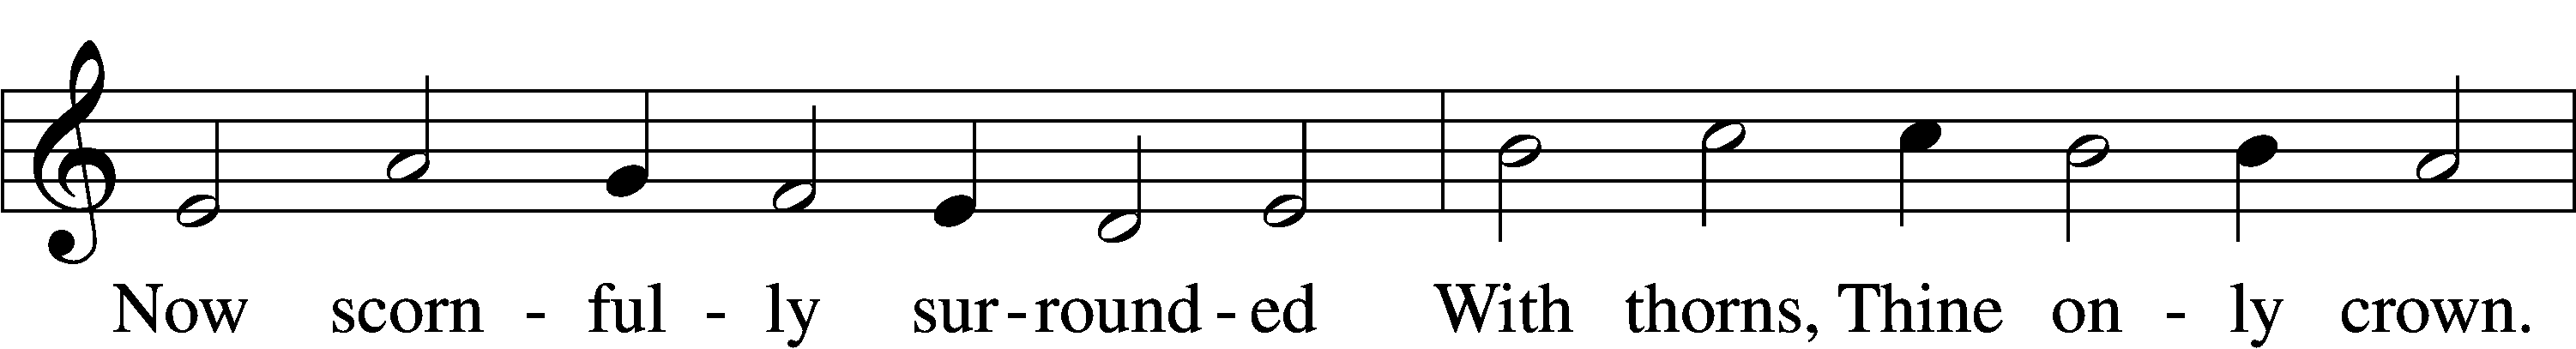 Now scorn - ful - ly sur - round - ed With thorns, Thine on - ly crown.